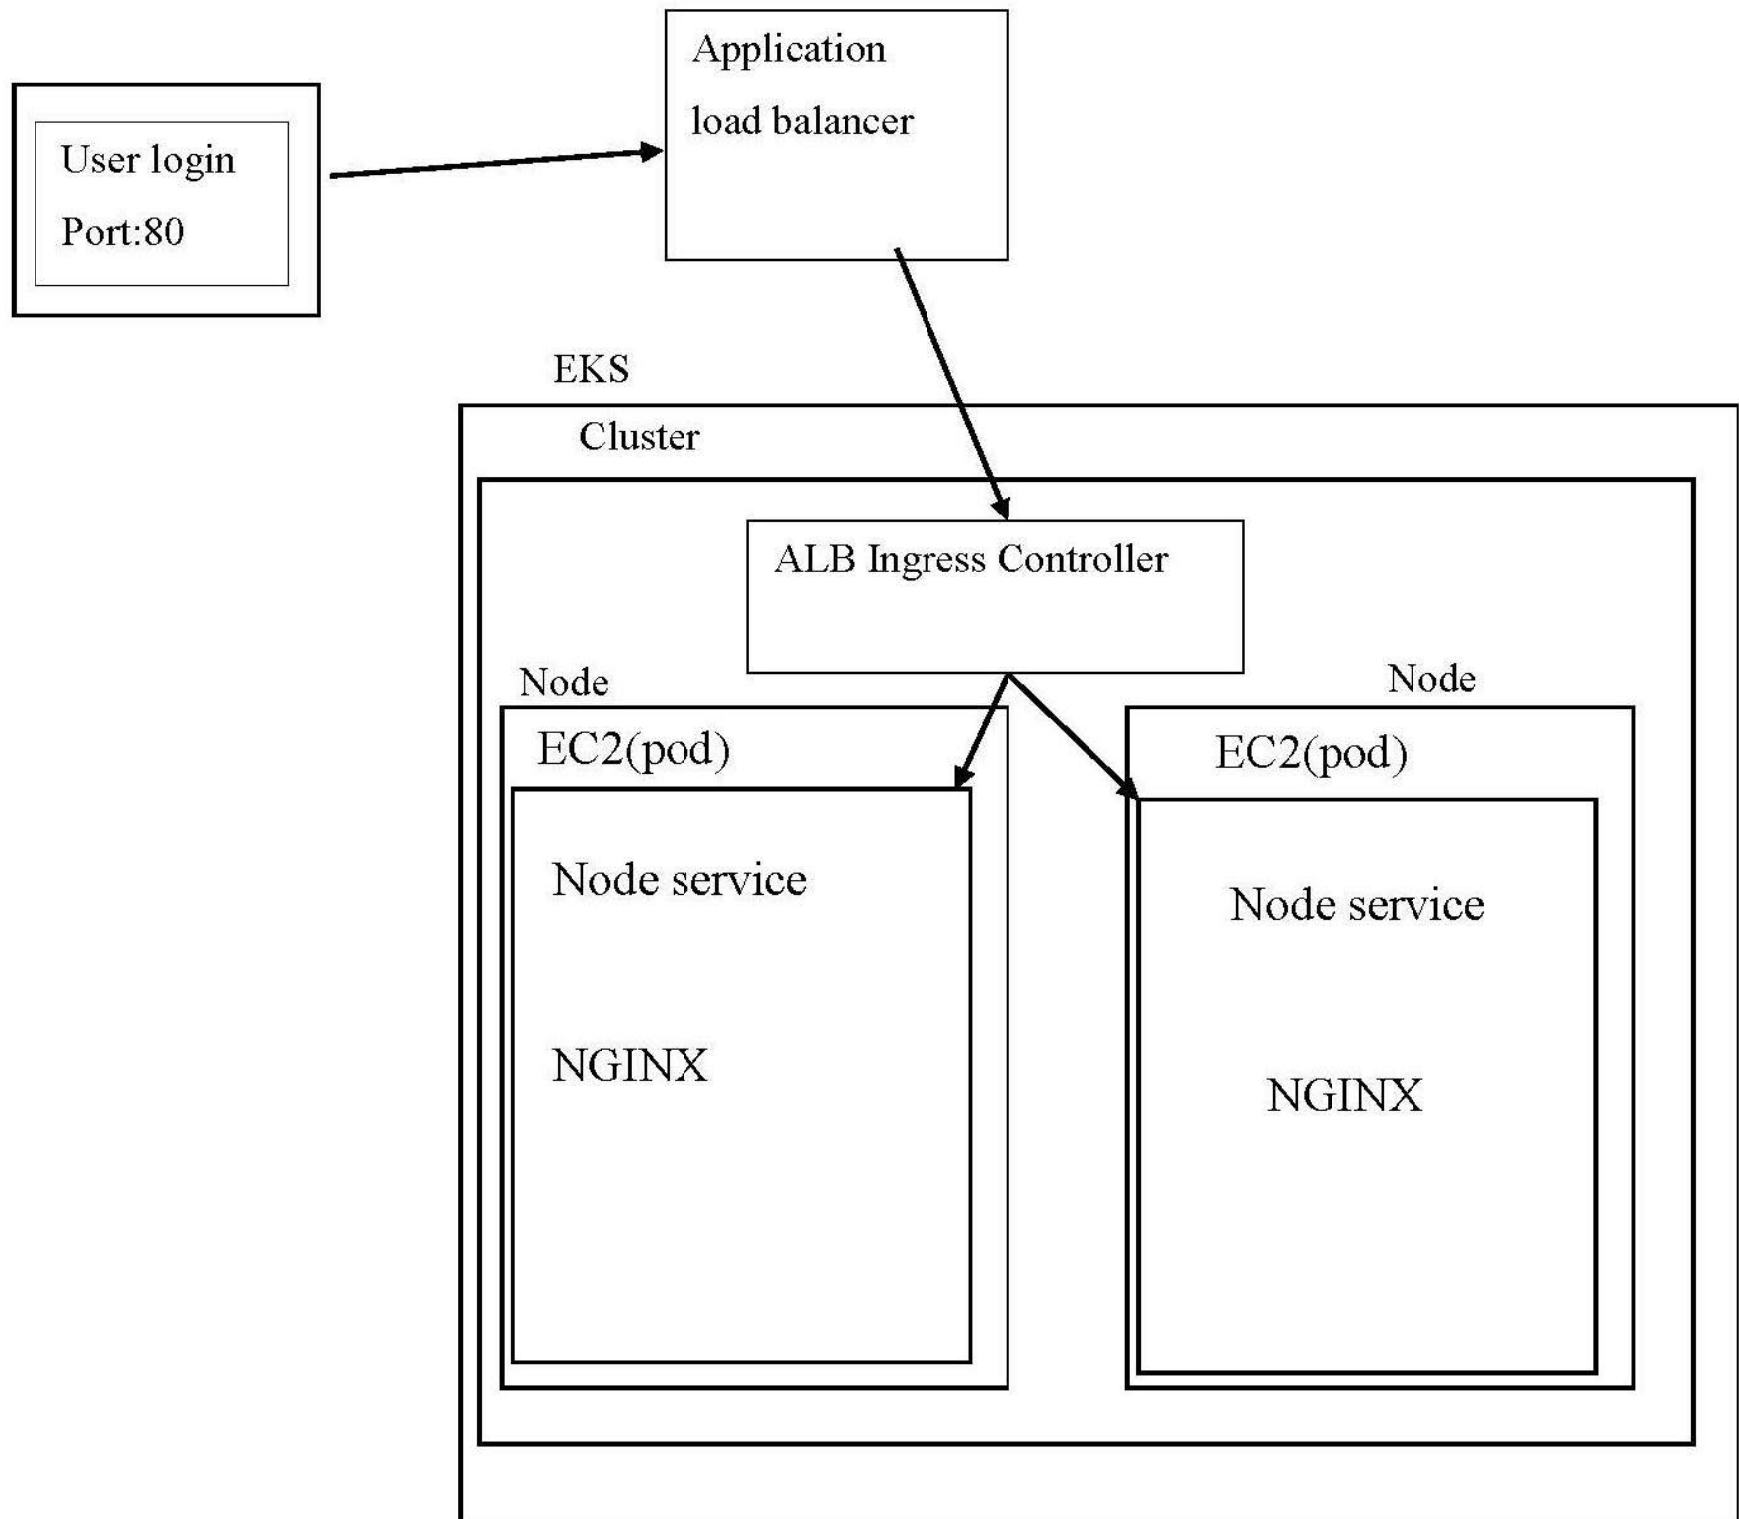 Application
load balancer
User login
Port:80
EKS
Cluster
ALB Ingress Controller
Node
Node
EC2(pod)
EC2(pod)
Node service
Node service
NGINX
NGINX